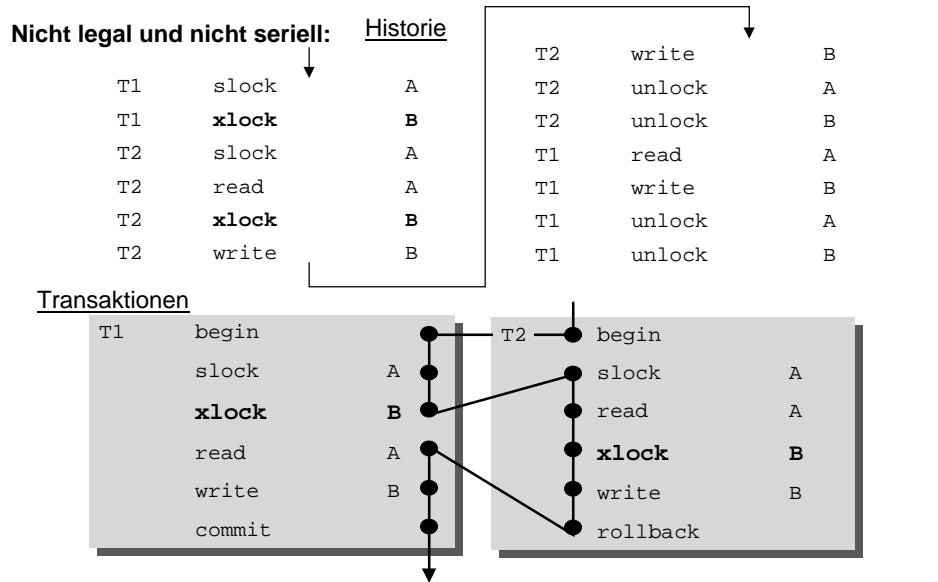 Nicht legal und nicht seriell: Historie
T1 slock A
T1 xlock B
T2 slock A
T2 read A
T2 xlock B
T2 write B
T2 write B
T2 unlock A
T2 unlock B
T1 read A
T1 write B
T1 unlock A
T1 unlock B
Transaktionen
T1 begin
slock A
xlock B
read A
write B
commit
T2 begin
slock A
read A
xlock B
write B
rollback